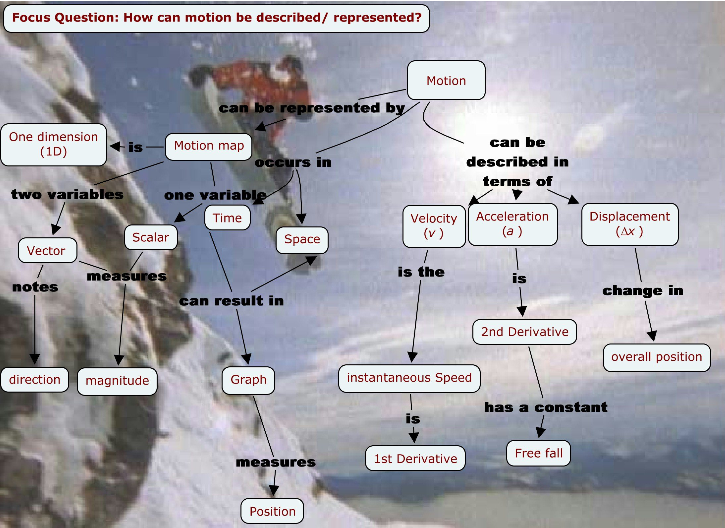 Focus Question: How can motion be described/ represented?
Motion
can be represented by
One dimension
(1D)
is
Motion map
occurs in
can be
described in
terms of
two variables
one variable
Time
Scalar
Vector
Space
Velocity
(v )
Acceleration
(a )
Displacement
(Δx )
notes
measures
can result in
is the
is
change in
2nd Derivative
overall position
direction
magnitude
Graph
instantaneous Speed
has a constant
is
measures
1st Derivative
Free fall
Position